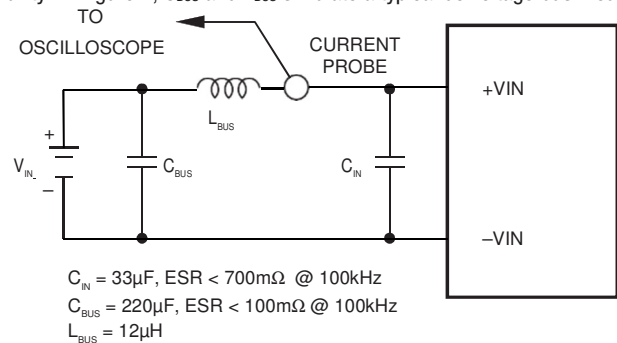 TO
OSCILLOSCOPE
CURRENT
PROBE
+VIN
L_BUS
+
V_IN
–
C_BUS
C_IN
–VIN
C_IN = 33µF, ESR < 700mΩ @ 100kHz
C_BUS = 220µF, ESR < 100mΩ @ 100kHz
L_BUS = 12µH